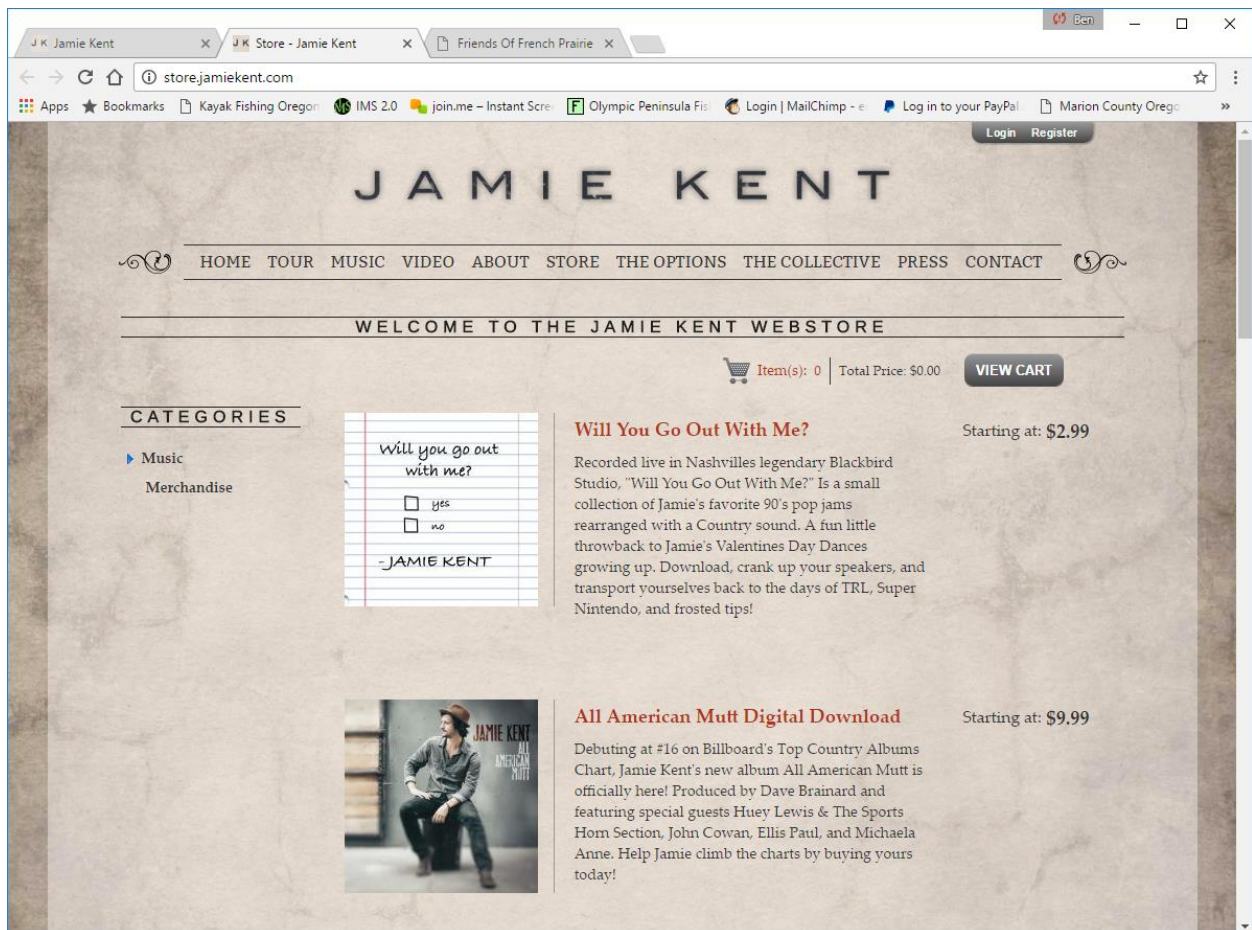 Ben
Jamie Kent
Store - Jamie Kent
Friends Of French Prairie
store.jamiekent.com
Apps Bookmarks Kayak Fishing Oregon IMS 2.0 join.me – Instant Scre Olympic Peninsula Fis Login | MailChimp - e Log in to your PayPal Marion County Orego »
Login Register
JAMIE KENT
HOME TOUR MUSIC VIDEO ABOUT STORE THE OPTIONS THE COLLECTIVE PRESS CONTACT
WELCOME TO THE JAMIE KENT WEBSTORE
Item(s): 0 Total Price: $0.00 VIEW CART
CATEGORIES
Music
Merchandise
Will you go out
with me?
yes
no
-JAMIE KENT
Will You Go Out With Me?
Starting at: $2.99
Recorded live in Nashvilles legendary Blackbird
Studio, "Will You Go Out With Me?" Is a small
collection of Jamie's favorite 90's pop jams
rearranged with a Country sound. A fun little
throwback to Jamie's Valentines Day Dances
growing up. Download, crank up your speakers, and
transport yourselves back to the days of TRL, Super
Nintendo, and frosted tips!
JAMIE KENT
ALL
AMERICAN
MUTT
All American Mutt Digital Download
Starting at: $9.99
Debuting at #16 on Billboard's Top Country Albums
Chart, Jamie Kent's new album All American Mutt is
officially here! Produced by Dave Brainard and
featuring special guests Huey Lewis & The Sports
Horn Section, John Cowan, Ellis Paul, and Michaela
Anne. Help Jamie climb the charts by buying yours
today!